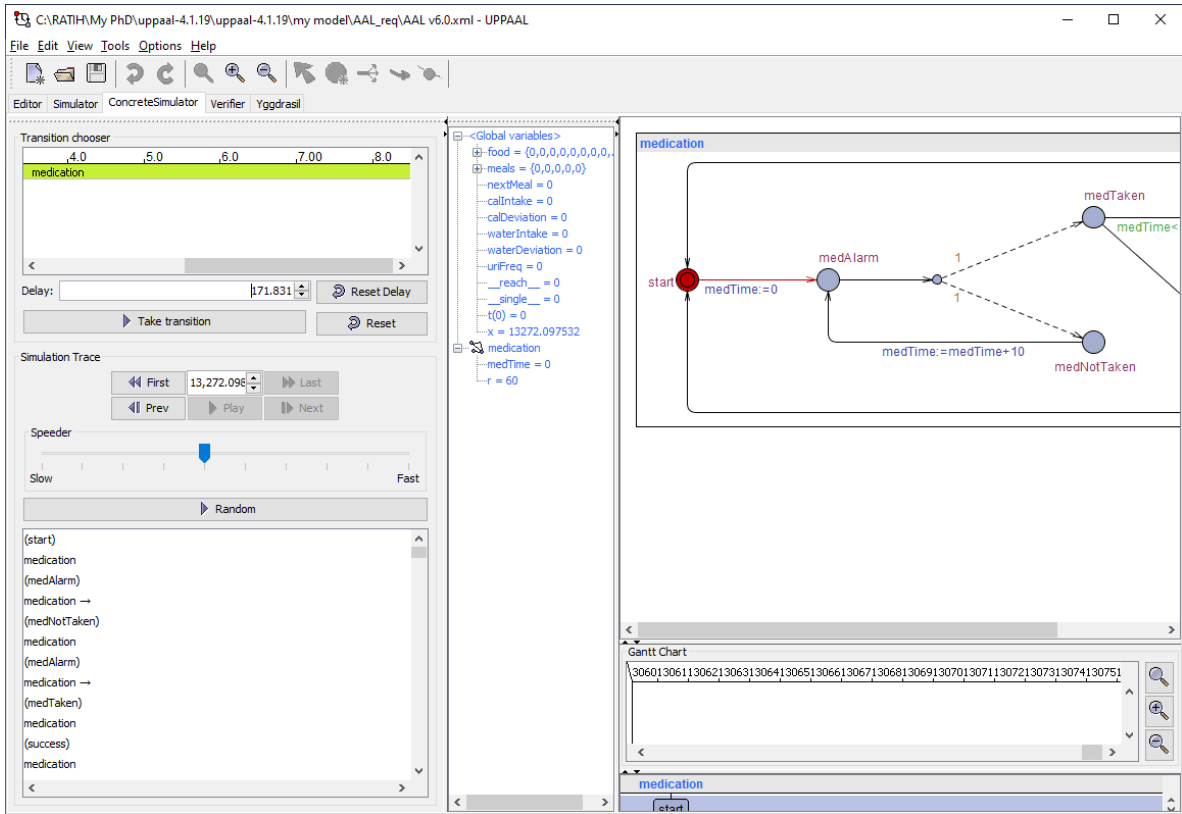 C:\RATIH\My PhD\uppaal-4.1.19\uppaal-4.1.19\my model\AAL_req\AAL v6.0.xml - UPPAAL
File Edit View Tools Options Help
Editor Simulator ConcreteSimulator Verifier Yggdrasil
Transition chooser
,4.0 ,5.0 ,6.0 ,7.00 ,8.0
medication
Delay: 171.831 Reset Delay
Take transition Reset
Simulation Trace
First 13,272.098 Last
Prev Play Next
Speeder
Slow Fast
Random
(start)
medication
(medAlarm)
medication →
(medNotTaken)
medication
(medAlarm)
medication →
(medTaken)
medication
(success)
medication
<Global variables>
food = {0,0,0,0,0,0,0,0,.
meals = {0,0,0,0,0}
nextMeal = 0
calIntake = 0
calDeviation = 0
waterIntake = 0
waterDeviation = 0
uriFreq = 0
__reach__ = 0
__single__ = 0
t(0) = 0
x = 13272.097532
medication
medTime = 0
r = 60
medication
medTaken
medTime<
1
medAlarm
start
medTime:=0
1
medTime:=medTime+10
medNotTaken
Gantt Chart
130601306113062130631306413065130661306713068130691307013071130721307313074130751
medication
start